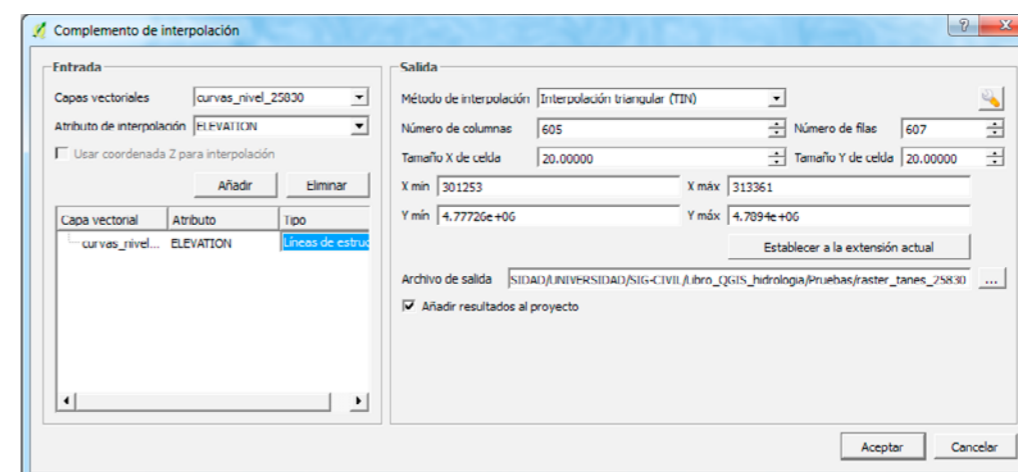 Complemento de interpolación
Entrada
Capas vectoriales curvas_nivel_25830
Atributo de interpolación ELEVATION
Usar coordenada Z para interpolación
Añadir Eliminar
Capa vectorial Atributo Tipo
curvas_nivel... ELEVATION Líneas de estruc
Salida
Método de interpolación Interpolación triangular (TIN)
Número de columnas 605 Número de filas 607
Tamaño X de celda 20.00000 Tamaño Y de celda 20.00000
X mín 301253 X máx 313361
Y mín 4.77726e+06 Y máx 4.7894e+06
Establecer a la extensión actual
Archivo de salida SIDAD/UNIVERSIDAD/SIG-CIVIL/Libro_QGIS_hidrologia/Pruebas/raster_tanes_25830 ...
Añadir resultados al proyecto
Aceptar Cancelar